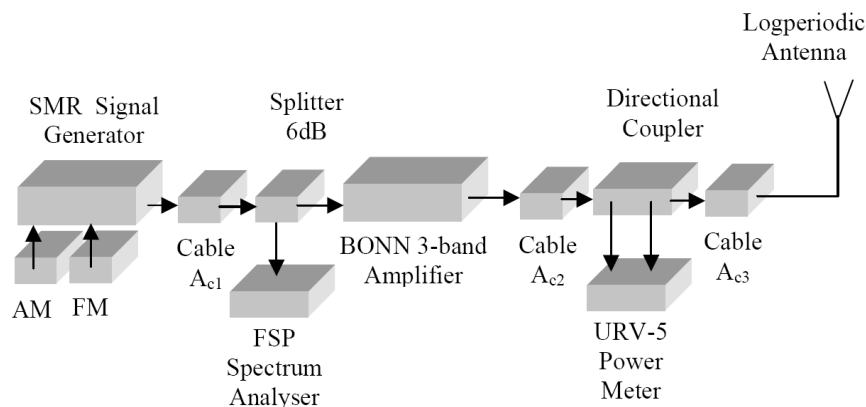 Logperiodic
Antenna
SMR Signal
Generator
Splitter
6dB
Directional
Coupler
Cable
Ac1
BONN 3-band
Amplifier
Cable
Ac2
Cable
Ac3
AM
FM
FSP
Spectrum
Analyser
URV-5
Power
Meter